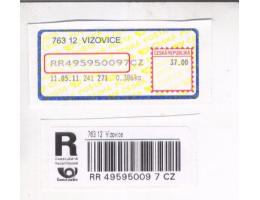 763 12 VIZOVICE
ČESKÁ REPUBLIKA
RR495950097CZ
37.00
11.05.11 241 271 0.386kg
R
763 12 Vizovice
RR 49595009 7 CZ